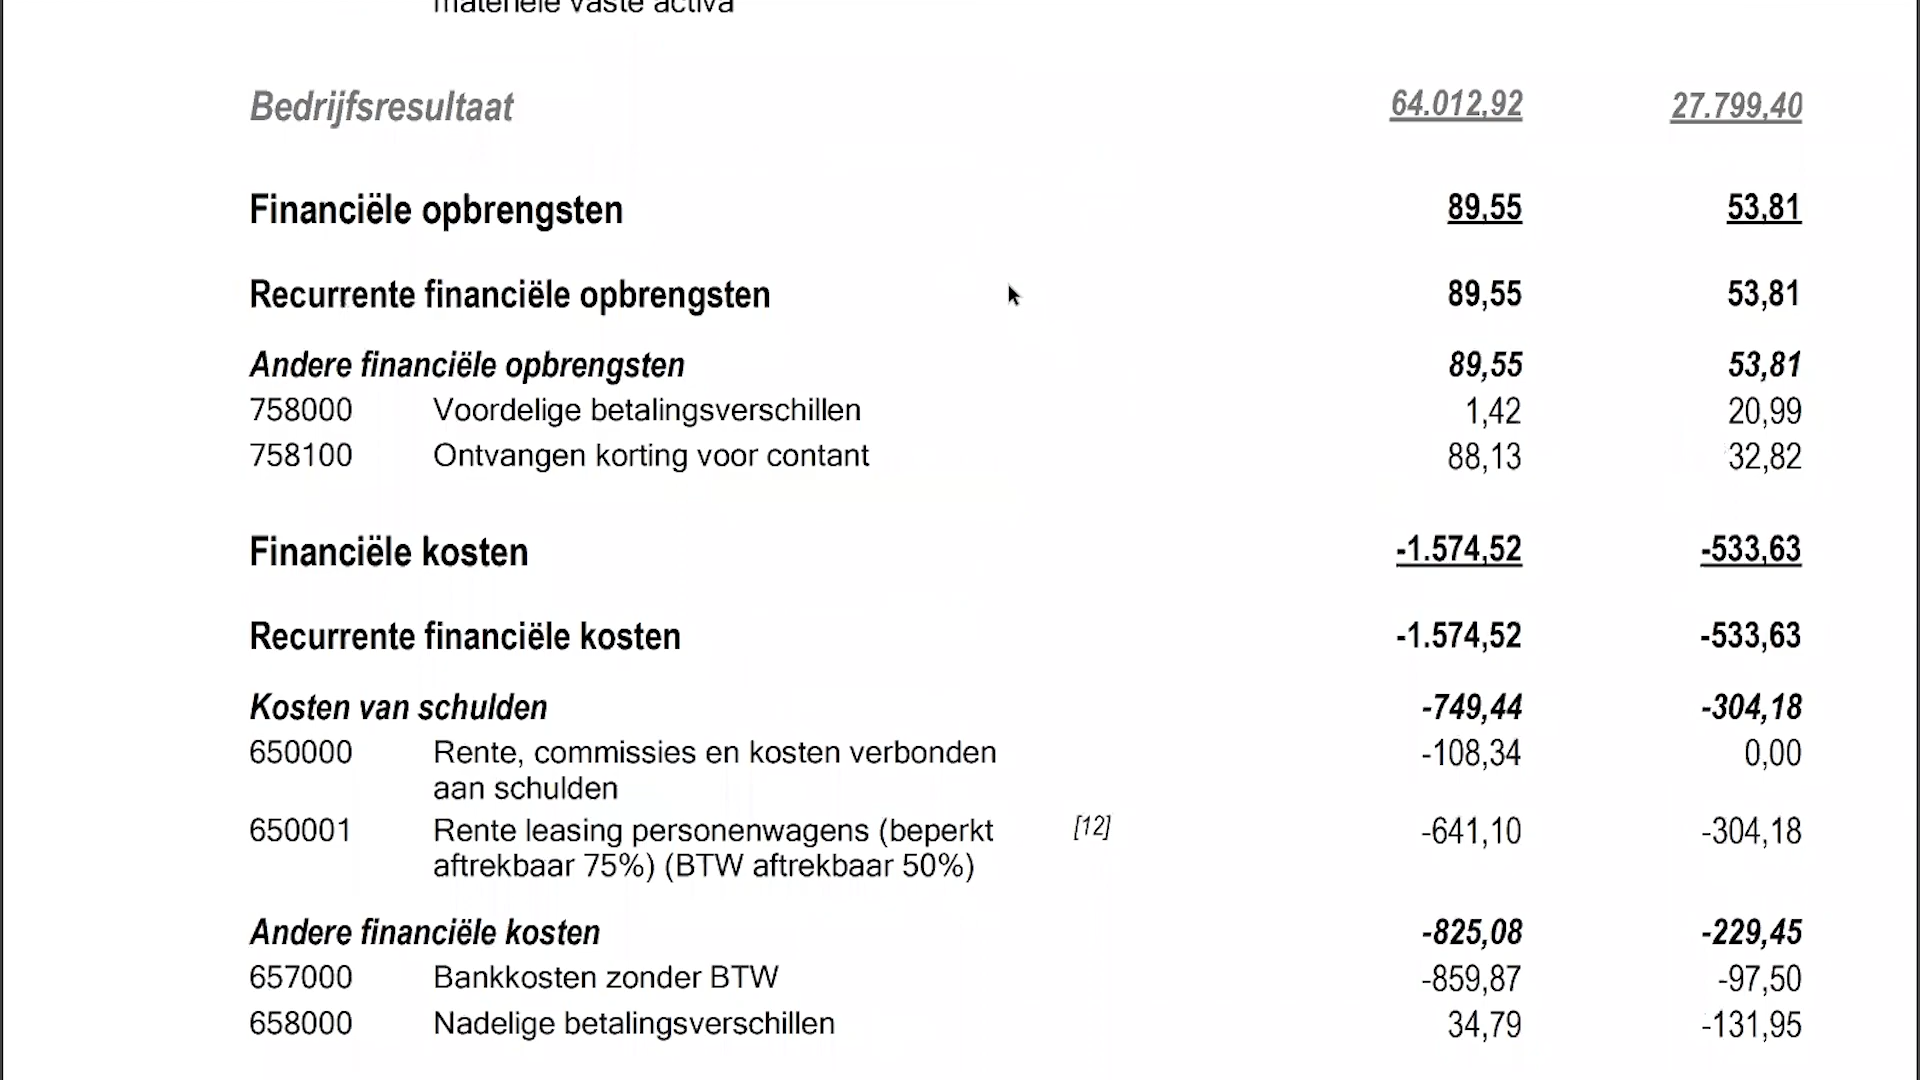 materiële vaste activa
Bedrijfsresultaat 64.012,92 27.799,40
Financiële opbrengsten 89,55 53,81
Recurrente financiële opbrengsten 89,55 53,81
Andere financiële opbrengsten 89,55 53,81
758000 Voordelige betalingsverschillen 1,42 20,99
758100 Ontvangen korting voor contant 88,13 32,82
Financiële kosten -1.574,52 -533,63
Recurrente financiële kosten -1.574,52 -533,63
Kosten van schulden -749,44 -304,18
650000 Rente, commissies en kosten verbonden -108,34 0,00
aan schulden
650001 Rente leasing personenwagens (beperkt [12] -641,10 -304,18
aftrekbaar 75%) (BTW aftrekbaar 50%)
Andere financiële kosten -825,08 -229,45
657000 Bankkosten zonder BTW -859,87 -97,50
658000 Nadelige betalingsverschillen 34,79 -131,95